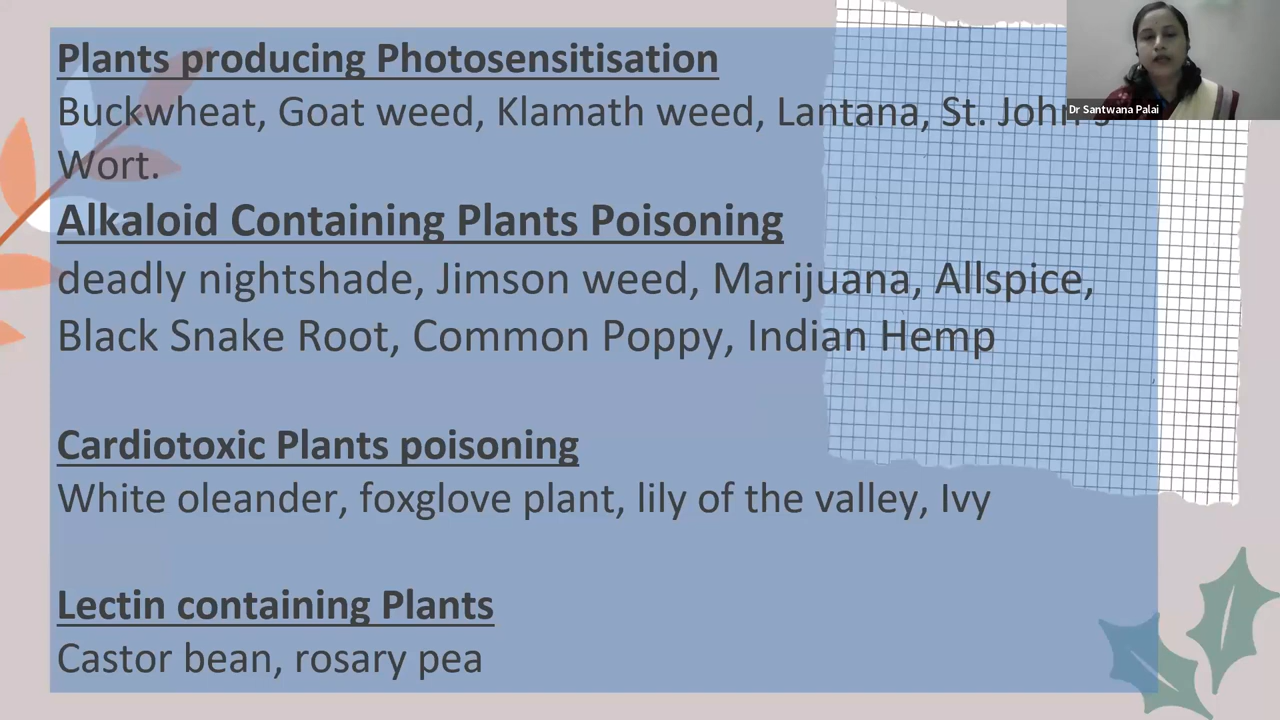 Plants producing Photosensitisation
Buckwheat, Goat weed, Klamath weed, Lantana, St. John's
Wort.
Alkaloid Containing Plants Poisoning
deadly nightshade, Jimson weed, Marijuana, Allspice,
Black Snake Root, Common Poppy, Indian Hemp
Cardiotoxic Plants poisoning
White oleander, foxglove plant, lily of the valley, Ivy
Lectin containing Plants
Castor bean, rosary pea
Dr Santwana Palai